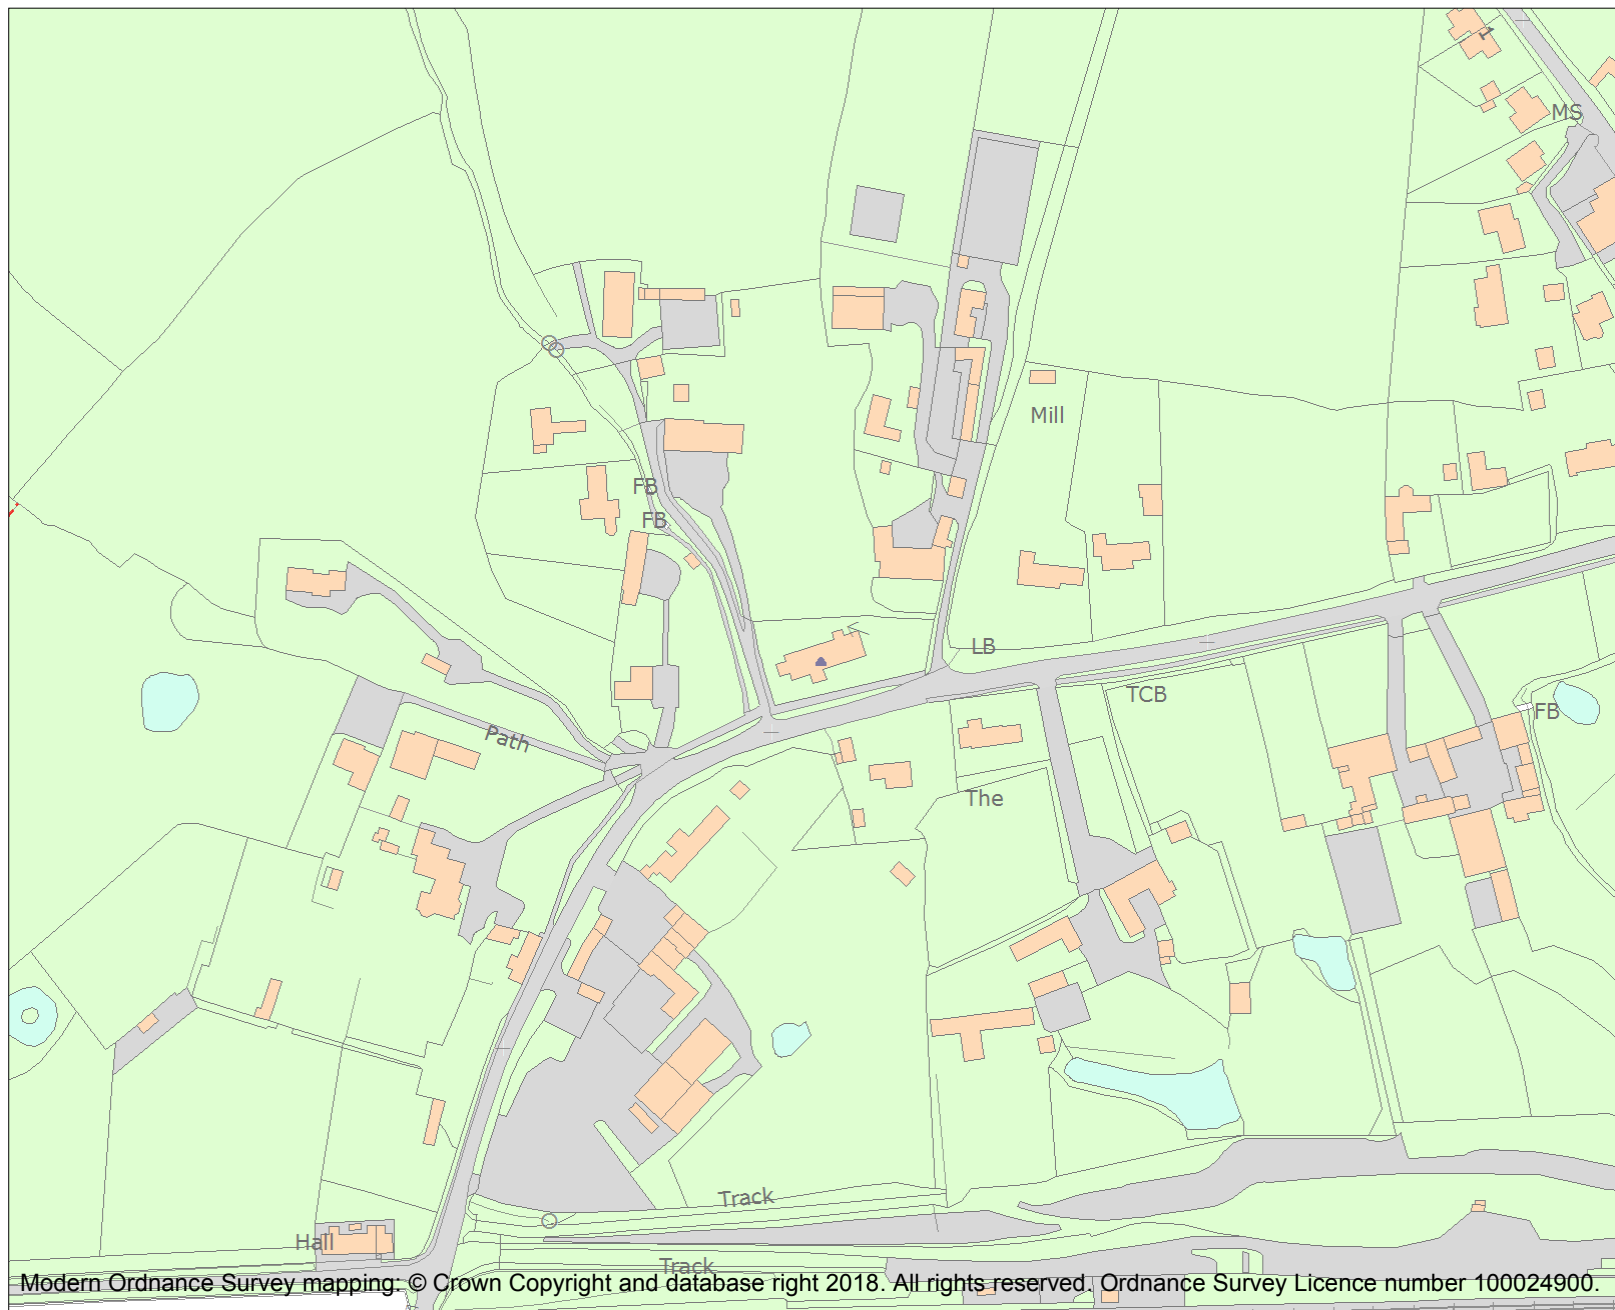 MS
Mill
FB
FB
LB
TCB
FB
Path
The
Track
Hall
Track
Modern Ordnance Survey mapping: © Crown Copyright and database right 2018. All rights reserved. Ordnance Survey Licence number 100024900.